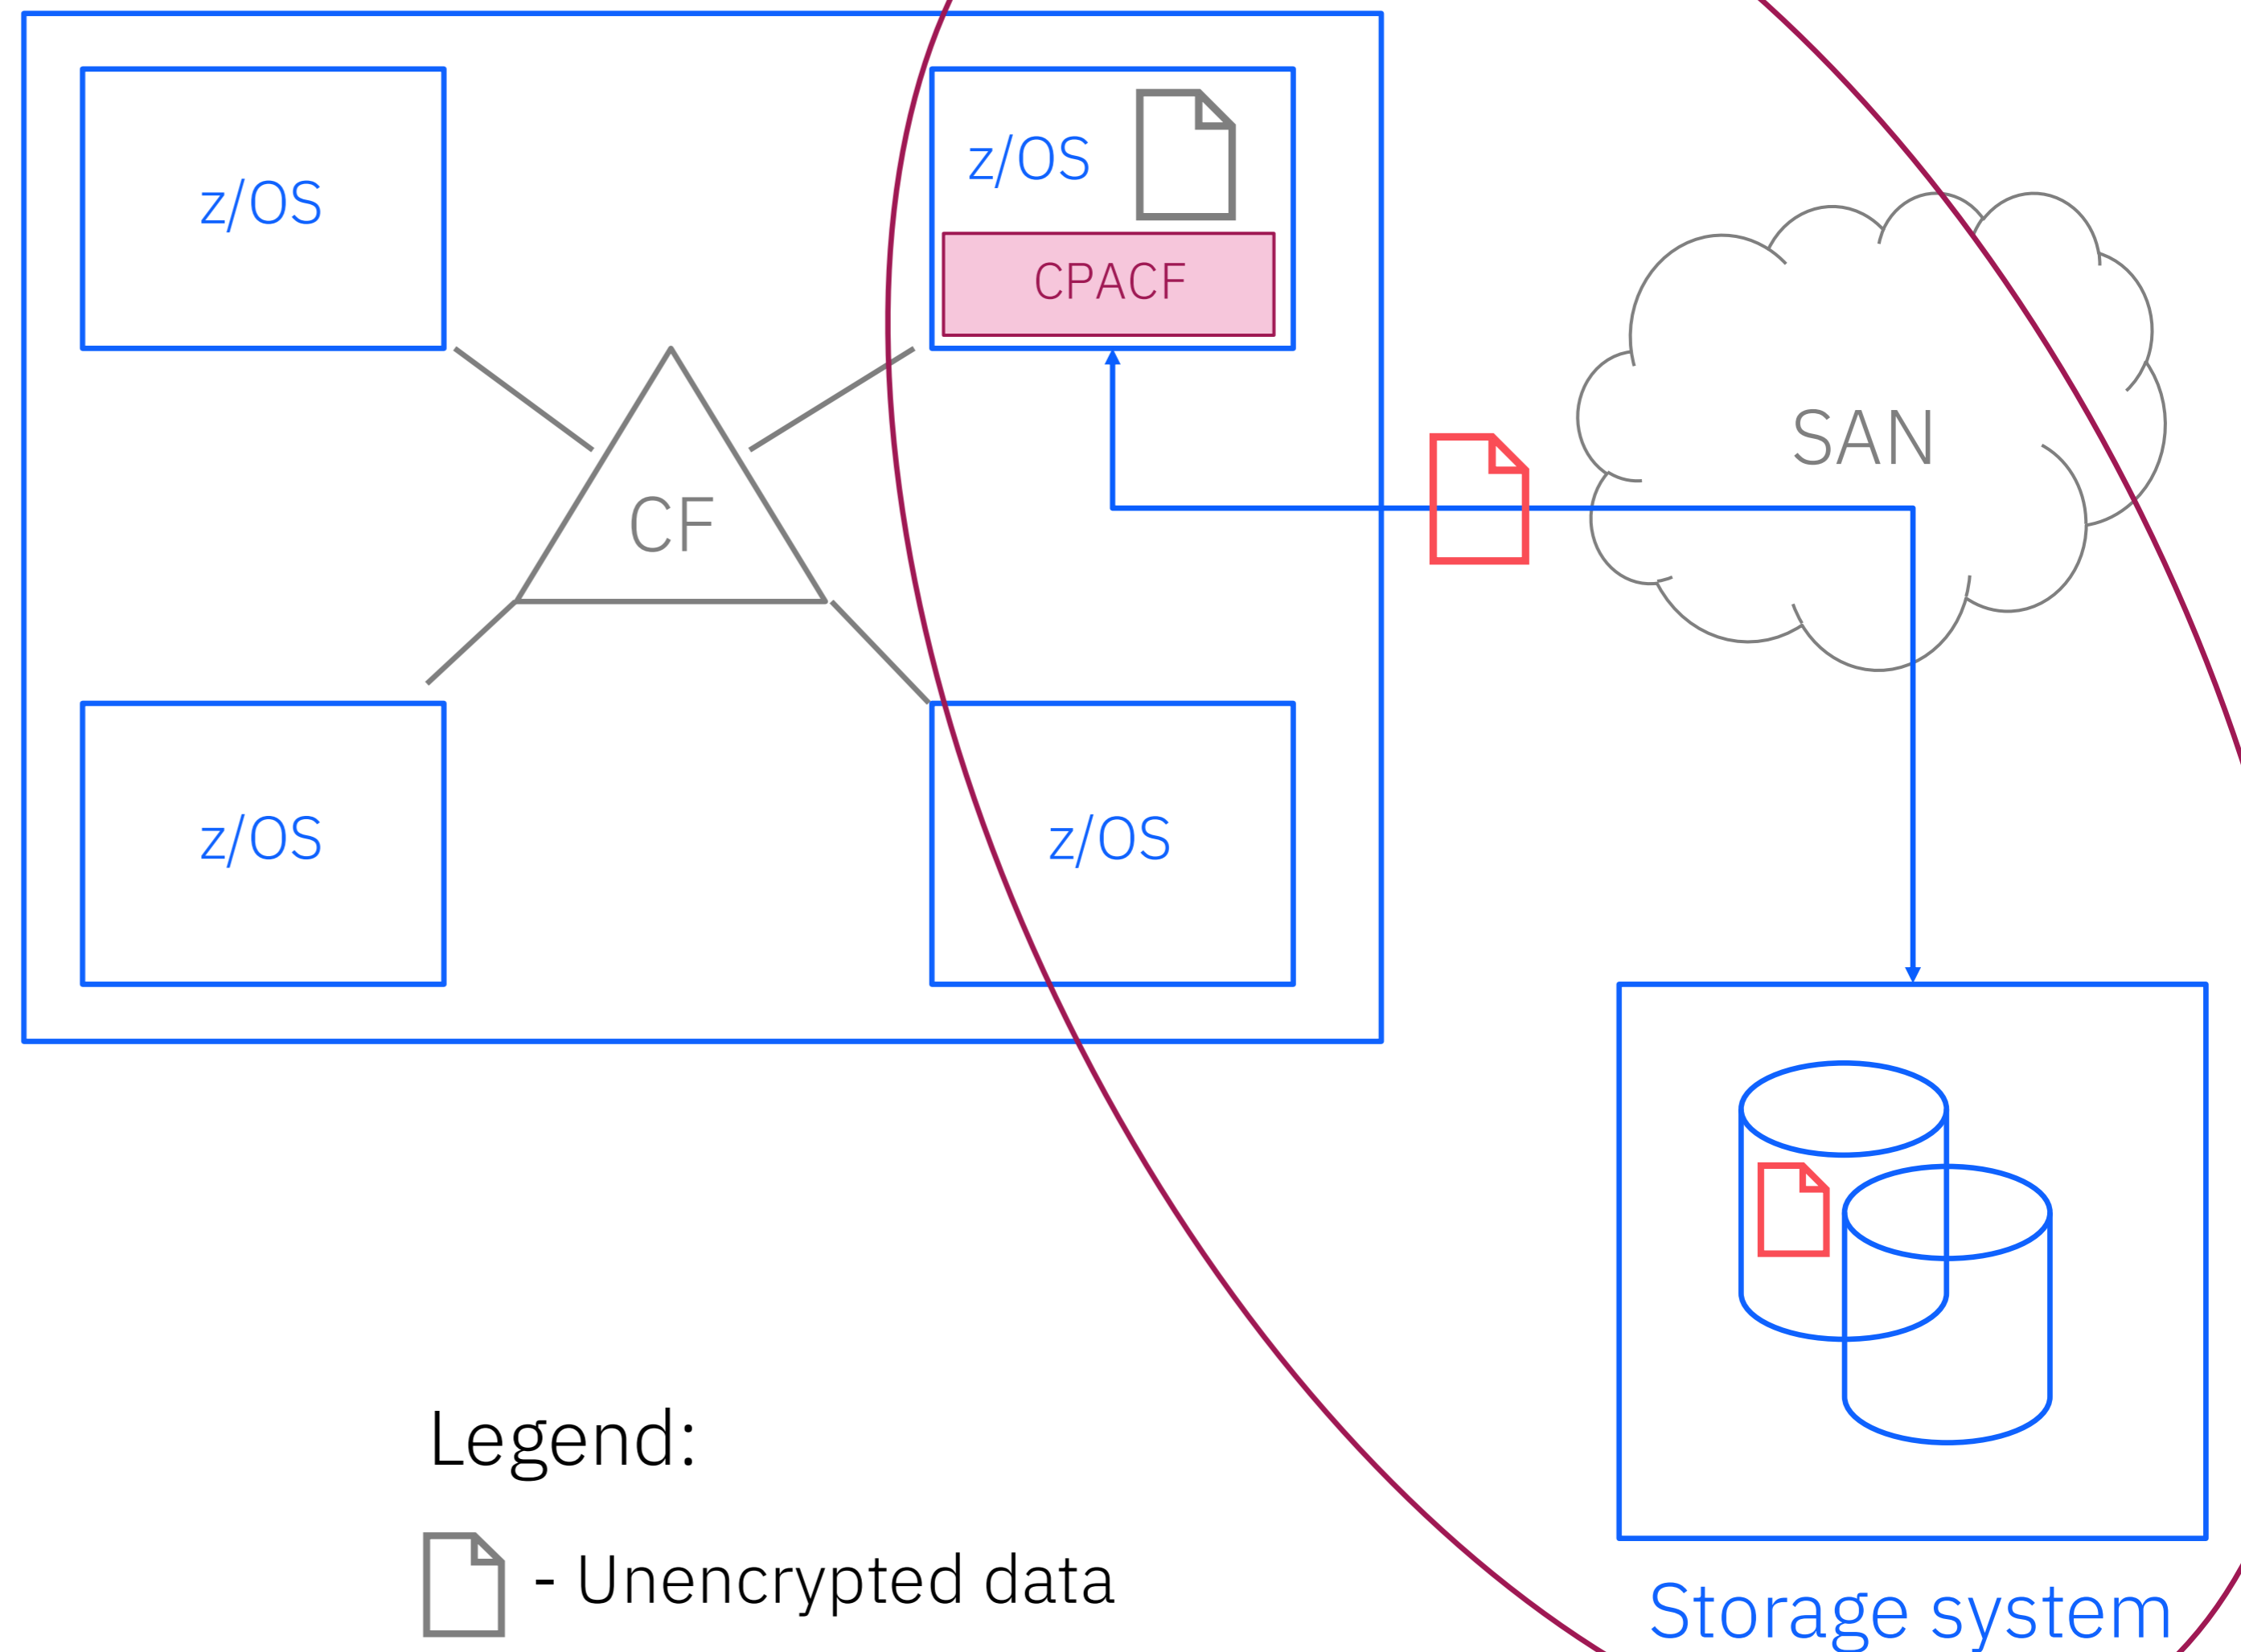 z/OS
z/OS
CPACF
SAN
CF
z/OS
z/OS
Legend:
- Unencrypted data
Storage system